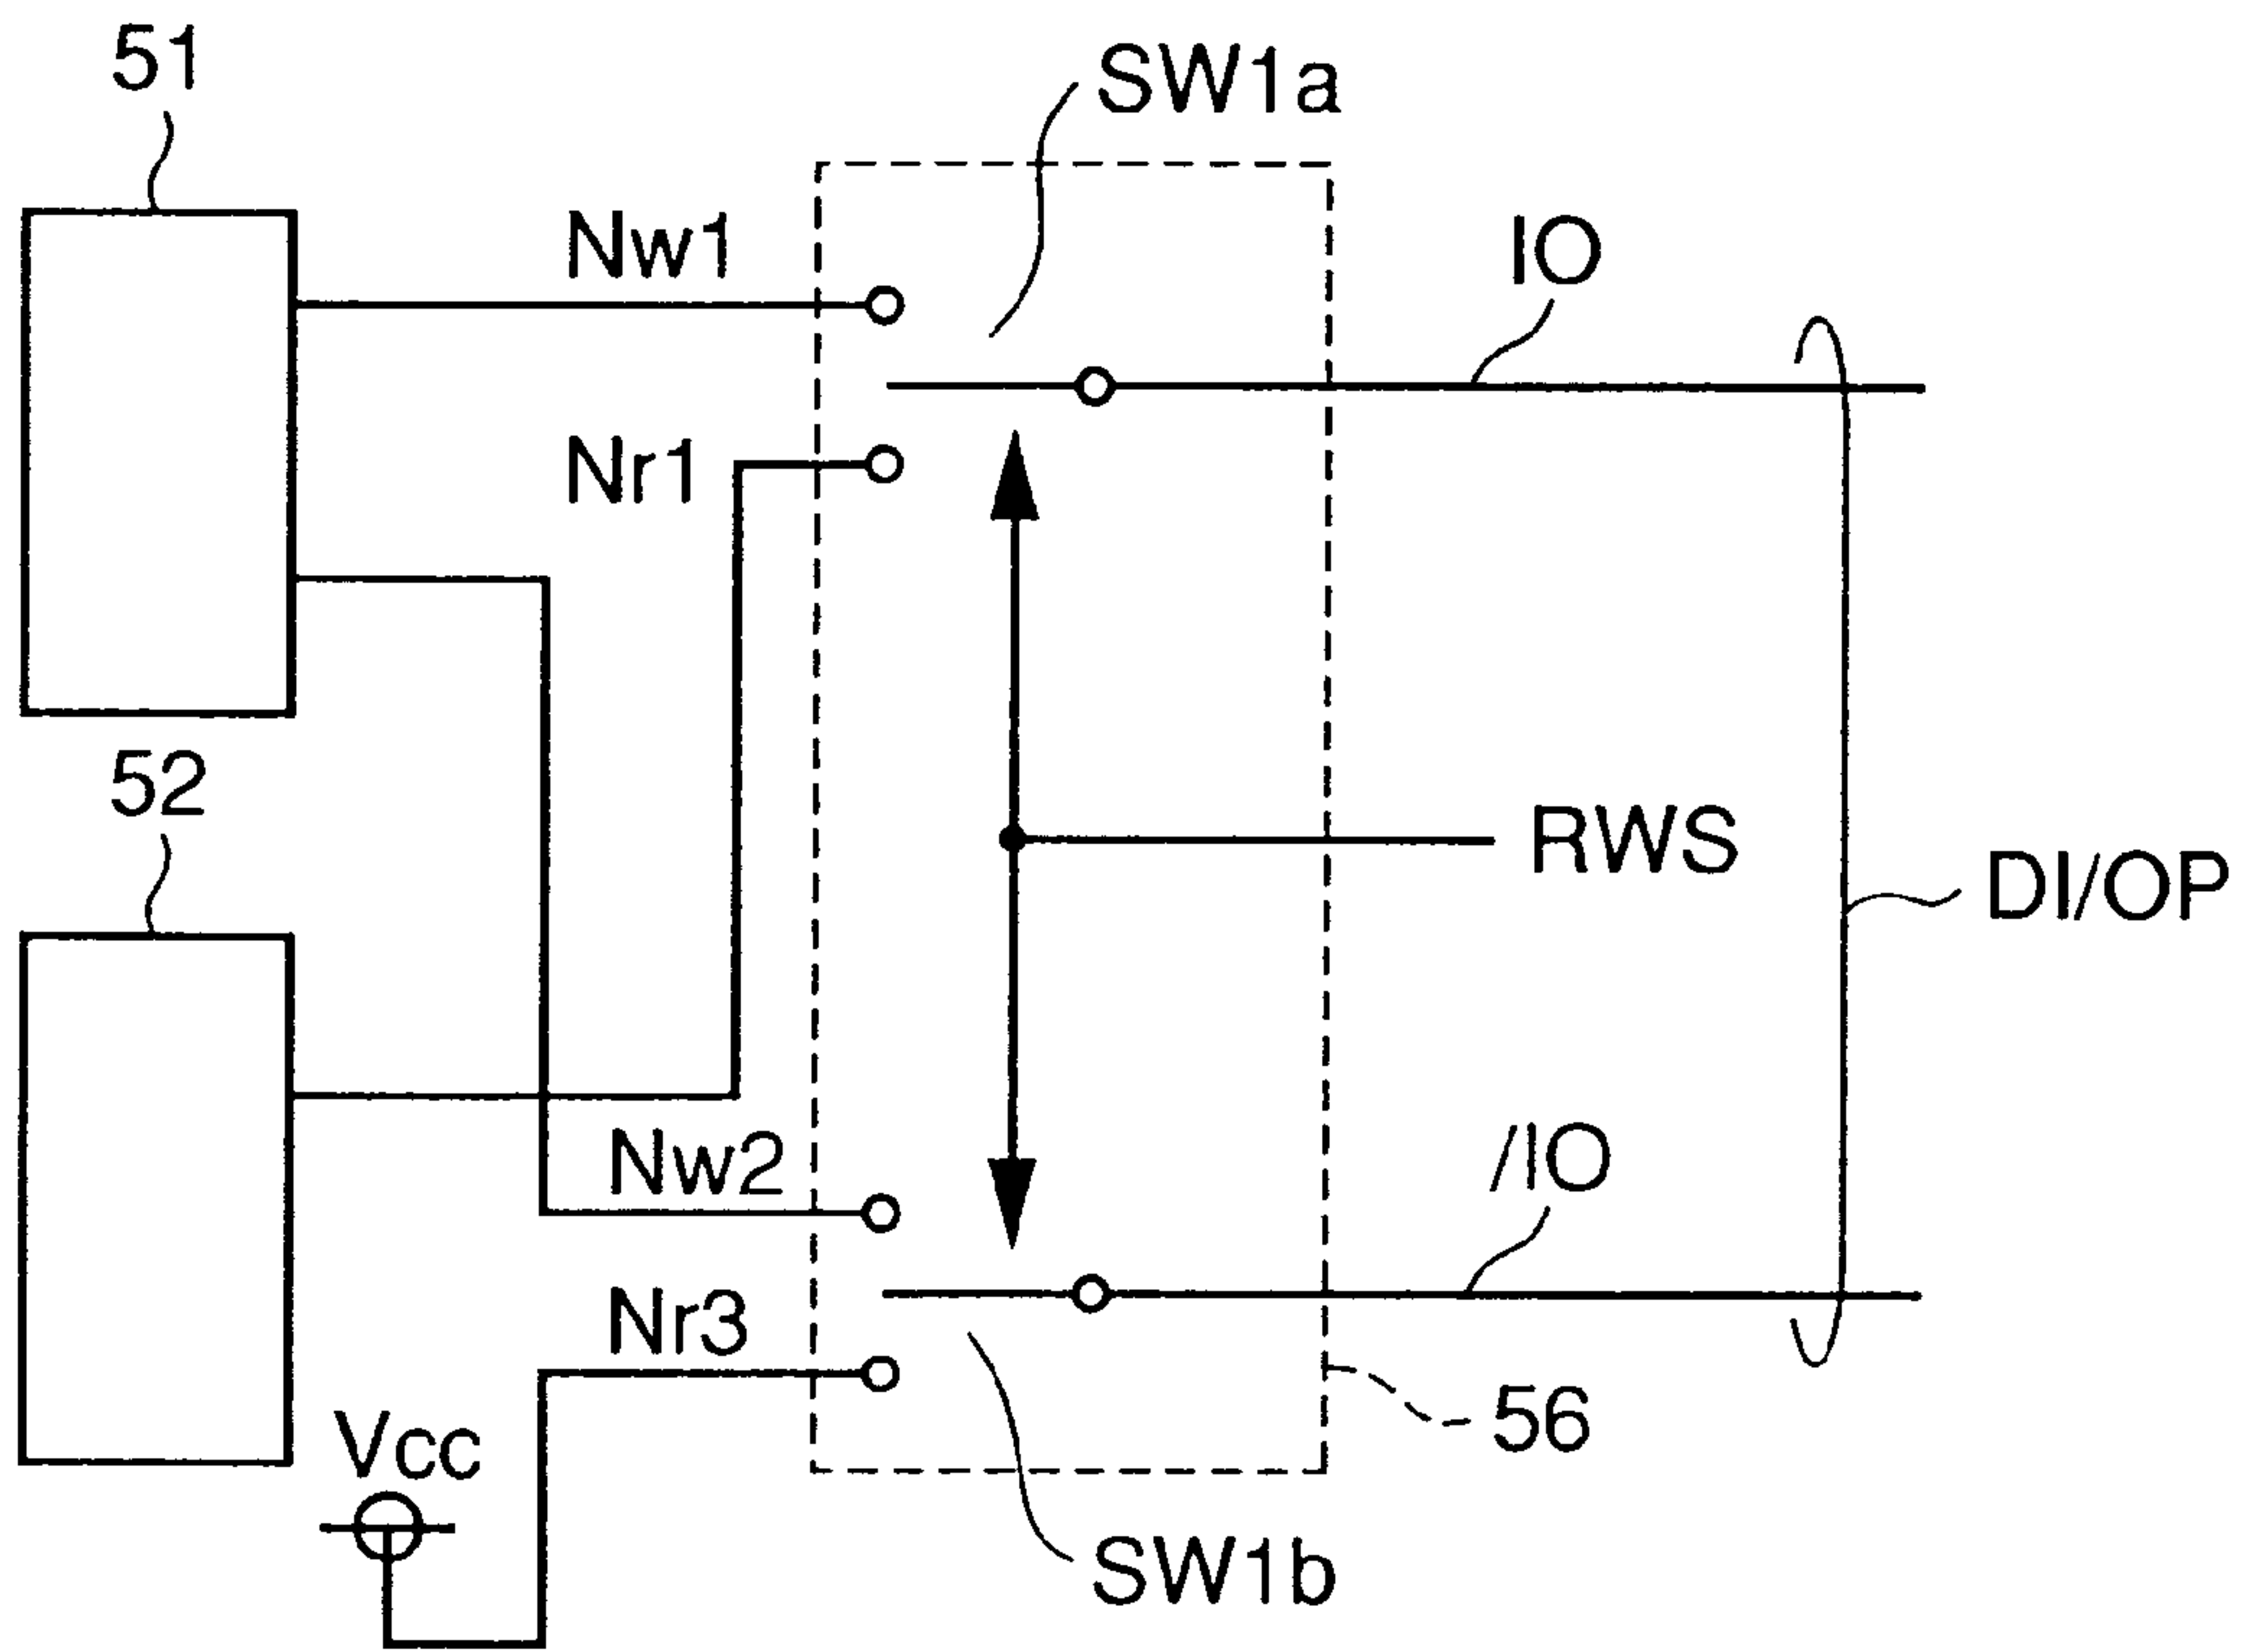 51
SW1a
Nw1
IO
Nr1
52
RWS
DI/OP
Nw2
/IO
Nr3
56
Vcc
SW1b